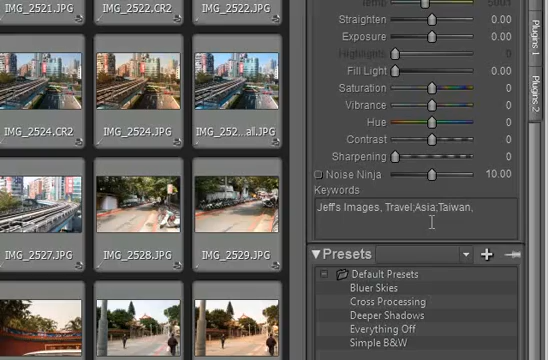 IMG_2521.JPG
IMG_2522.CR2
IMG_2522.JPG
IMG_2524.CR2
IMG_2524.JPG
IMG_252...al.JPG
IMG_2527.JPG
IMG_2528.JPG
IMG_2529.JPG
Temp 5001
Straighten 0.00
Exposure 0.00
Highlights 0
Fill Light 0.00
Saturation 0
Vibrance 0
Hue 0
Contrast 0
Sharpening 0
Noise Ninja 10.00
Keywords
Jeff's Images, Travel;Asia;Taiwan,
Presets
Default Presets
Bluer Skies
Cross Processing
Deeper Shadows
Everything Off
Simple B&W
Plugins 1
Plugins 2